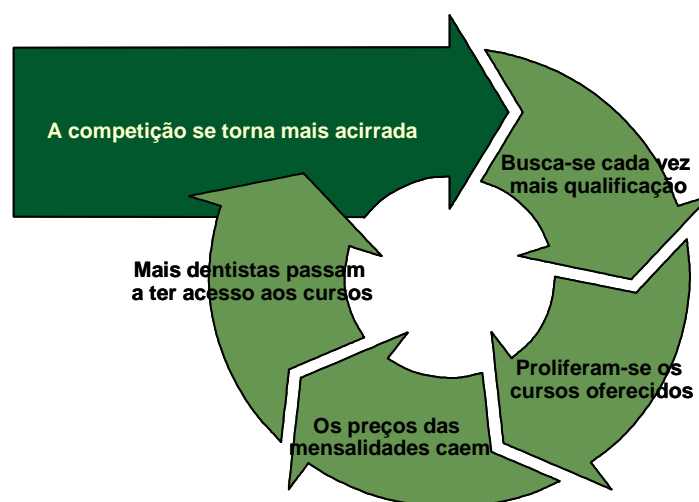 A competição se torna mais acirrada
Busca-se cada vez
mais qualificação
Proliferam-se os
cursos oferecidos
Os preços das
mensalidades caem
Mais dentistas passam
a ter acesso aos cursos